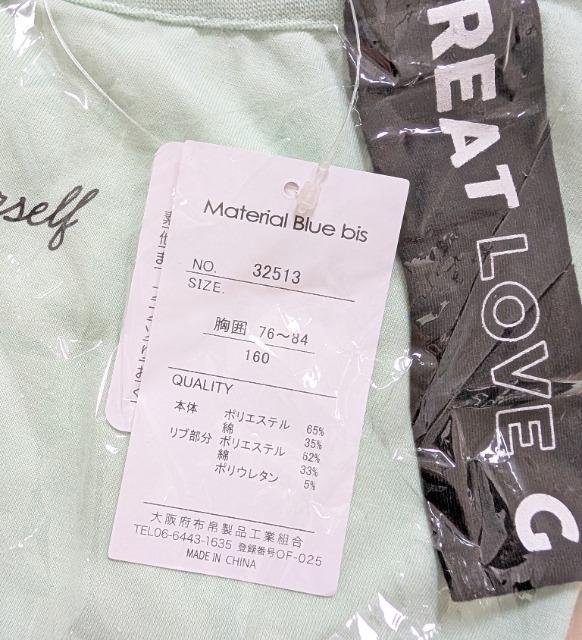 rself
REAT LOVE G
Material Blue bis
NO. 32513
SIZE.
胸囲 76～84
160
QUALITY
本体 ポリエステル 65%
綿 35%
リブ部分 ポリエステル 62%
綿 33%
ポリウレタン 5%
大阪府布帛製品工業組合
TEL06-6443-1635 登録番号OF-025
MADE IN CHINA